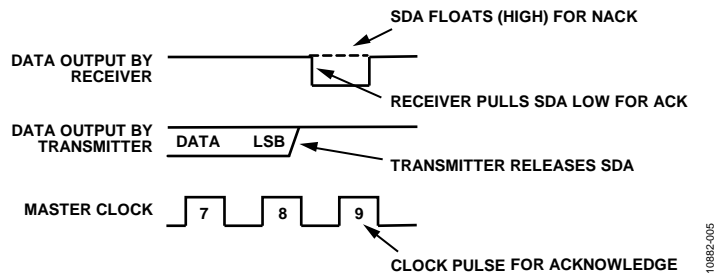 SDA FLOATS (HIGH) FOR NACK
DATA OUTPUT BY
RECEIVER
RECEIVER PULLS SDA LOW FOR ACK
DATA OUTPUT BY
TRANSMITTER
DATA LSB
TRANSMITTER RELEASES SDA
MASTER CLOCK
7 8 9
CLOCK PULSE FOR ACKNOWLEDGE
10882-005